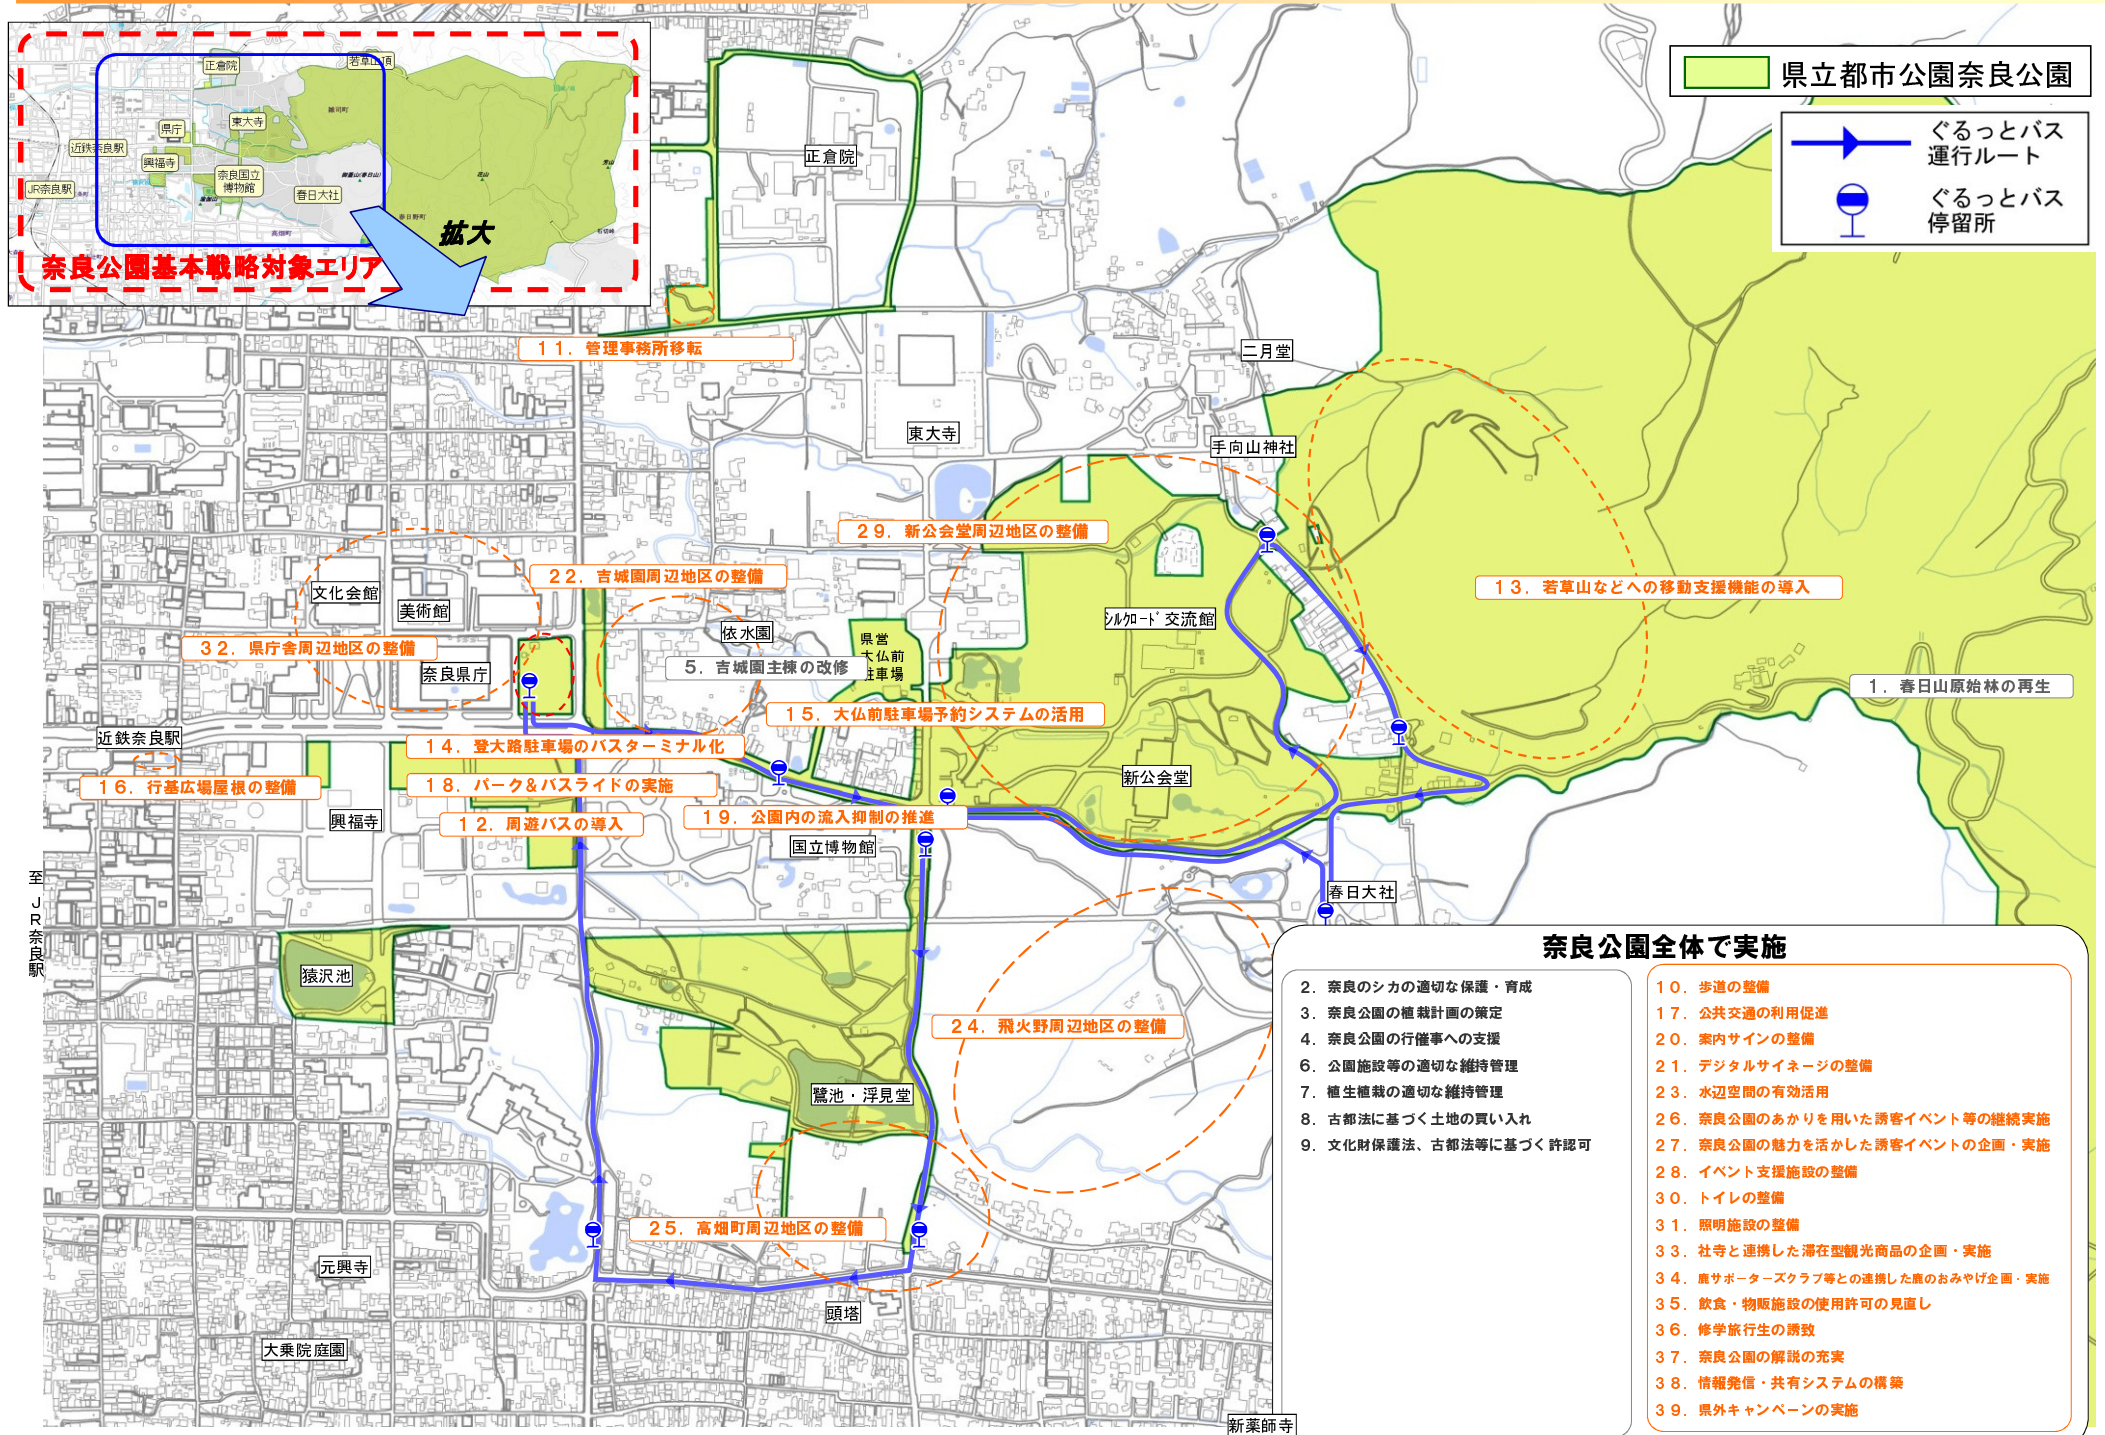 正倉院
若草山頂
県庁
東大寺
近鉄奈良駅
興福寺
奈良国立
博物館
JR奈良駅
春日大社
雑司町
花山
芳山
御蓋山(春日山)
春日野町
高畑町
石切峠
拡大
奈良公園基本戦略対象エリア
県立都市公園奈良公園
ぐるっとバス
運行ルート
ぐるっとバス
停留所
正倉院
11. 管理事務所移転
二月堂
東大寺
手向山神社
29. 新公会堂周辺地区の整備
22. 吉城園周辺地区の整備
13. 若草山などへの移動支援機能の導入
文化会館
美術館
シルクロード交流館
依水園
県営
大仏前
駐車場
32. 県庁舎周辺地区の整備
奈良県庁
5. 吉城園主棟の改修
1. 春日山原始林の再生
15. 大仏前駐車場予約システムの活用
近鉄奈良駅
14. 登大路駐車場のバスターミナル化
16. 行基広場屋根の整備
18. パーク&バスライドの実施
新公会堂
興福寺
12. 周遊バスの導入
19. 公園内の流入抑制の推進
国立博物館
至JR奈良駅
春日大社
猿沢池
24. 飛火野周辺地区の整備
鷺池・浮見堂
25. 高畑町周辺地区の整備
元興寺
頭塔
大乗院庭園
新薬師寺
奈良公園全体で実施
2. 奈良のシカの適切な保護・育成
3. 奈良公園の植栽計画の策定
4. 奈良公園の行催事への支援
6. 公園施設等の適切な維持管理
7. 植生植栽の適切な維持管理
8. 古都法に基づく土地の買い入れ
9. 文化財保護法、古都法等に基づく許認可
10. 歩道の整備
17. 公共交通の利用促進
20. 案内サインの整備
21. デジタルサイネージの整備
23. 水辺空間の有効活用
26. 奈良公園のあかりを用いた誘客イベント等の継続実施
27. 奈良公園の魅力を活かした誘客イベントの企画・実施
28. イベント支援施設の整備
30. トイレの整備
31. 照明施設の整備
33. 社寺と連携した滞在型観光商品の企画・実施
34. 鹿サポーターズクラブ等との連携した鹿のおみやげ企画・実施
35. 飲食・物販施設の使用許可の見直し
36. 修学旅行生の誘致
37. 奈良公園の解説の充実
38. 情報発信・共有システムの構築
39. 県外キャンペーンの実施